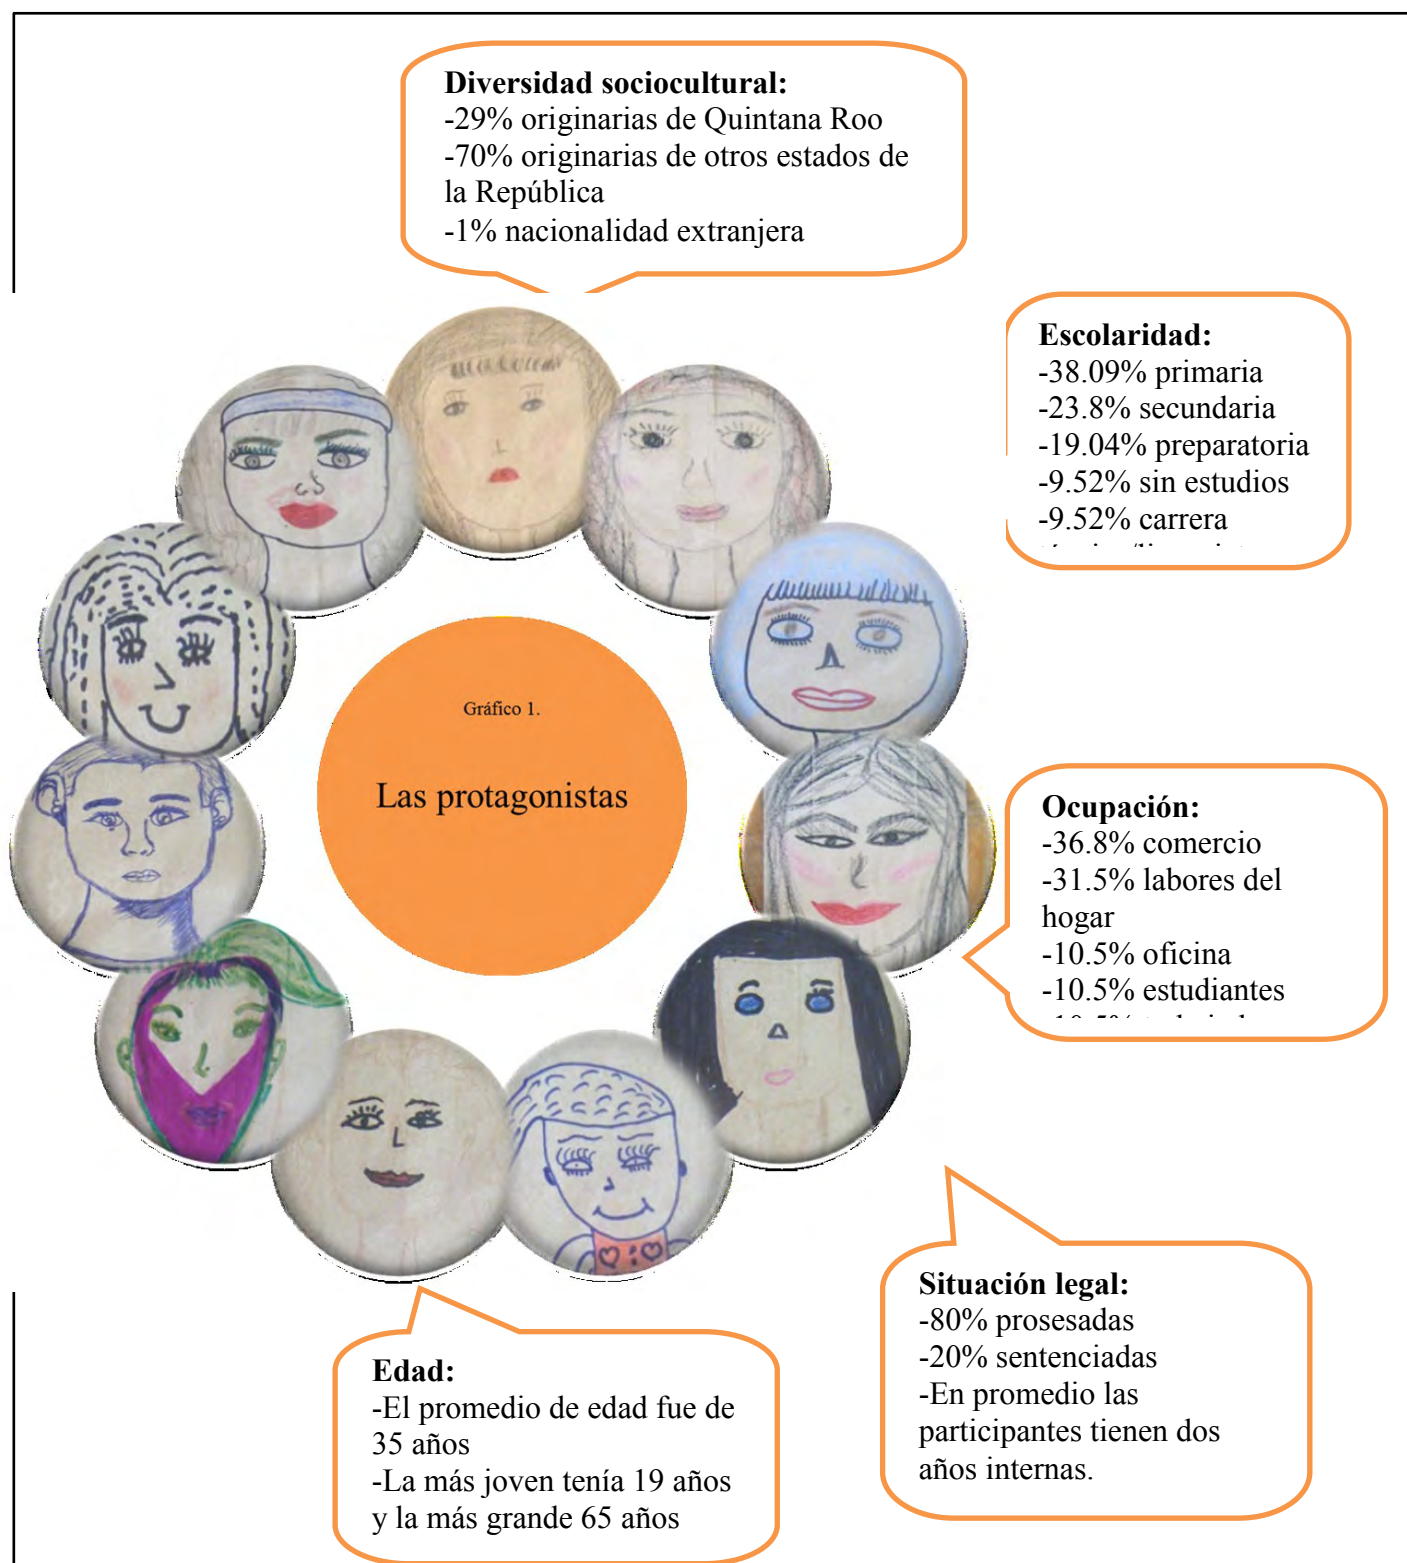 Diversidad sociocultural:
-29% originarias de Quintana Roo
-70% originarias de otros estados de
la República
-1% nacionalidad extranjera
Escolaridad:
-38.09% primaria
-23.8% secundaria
-19.04% preparatoria
-9.52% sin estudios
-9.52% carrera
Gráfico 1.
Las protagonistas
Ocupación:
-36.8% comercio
-31.5% labores del
hogar
-10.5% oficina
-10.5% estudiantes
Situación legal:
-80% prosesadas
-20% sentenciadas
-En promedio las
participantes tienen dos
años internas.
Edad:
-El promedio de edad fue de
35 años
-La más joven tenía 19 años
y la más grande 65 años